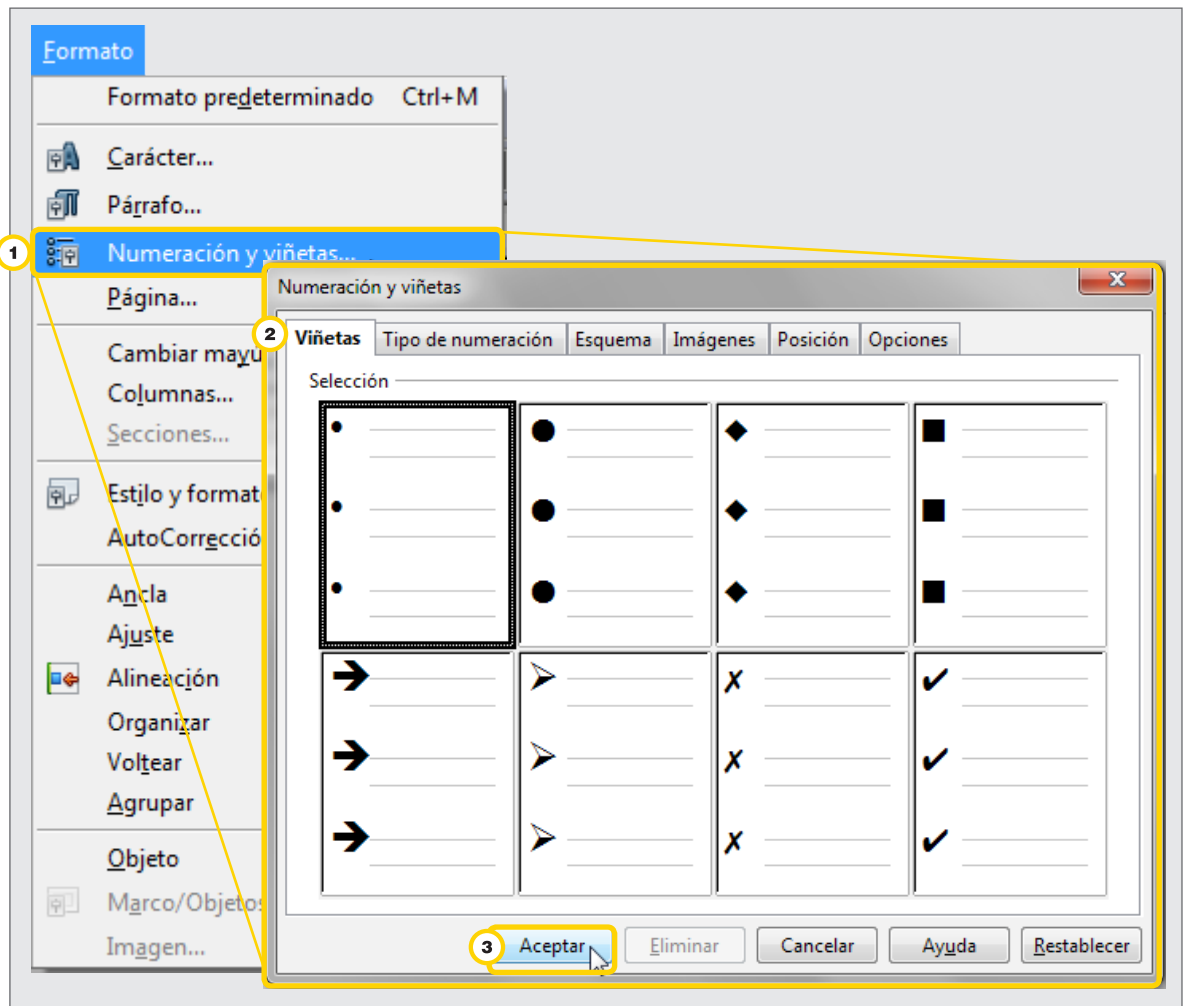 Formato
Formato predeterminado Ctrl+M
Carácter...
Párrafo...
1
Numeración y viñetas...
Página...
Cambiar mayú
Columnas...
Secciones...
Estilo y format
AutoCorrecció
Ancla
Ajuste
Alineación
Organizar
Voltear
Agrupar
Objeto
Marco/Objetos
Imagen...
Numeración y viñetas
2
Viñetas Tipo de numeración Esquema Imágenes Posición Opciones
Selección
3
Aceptar Eliminar Cancelar Ayuda Restablecer